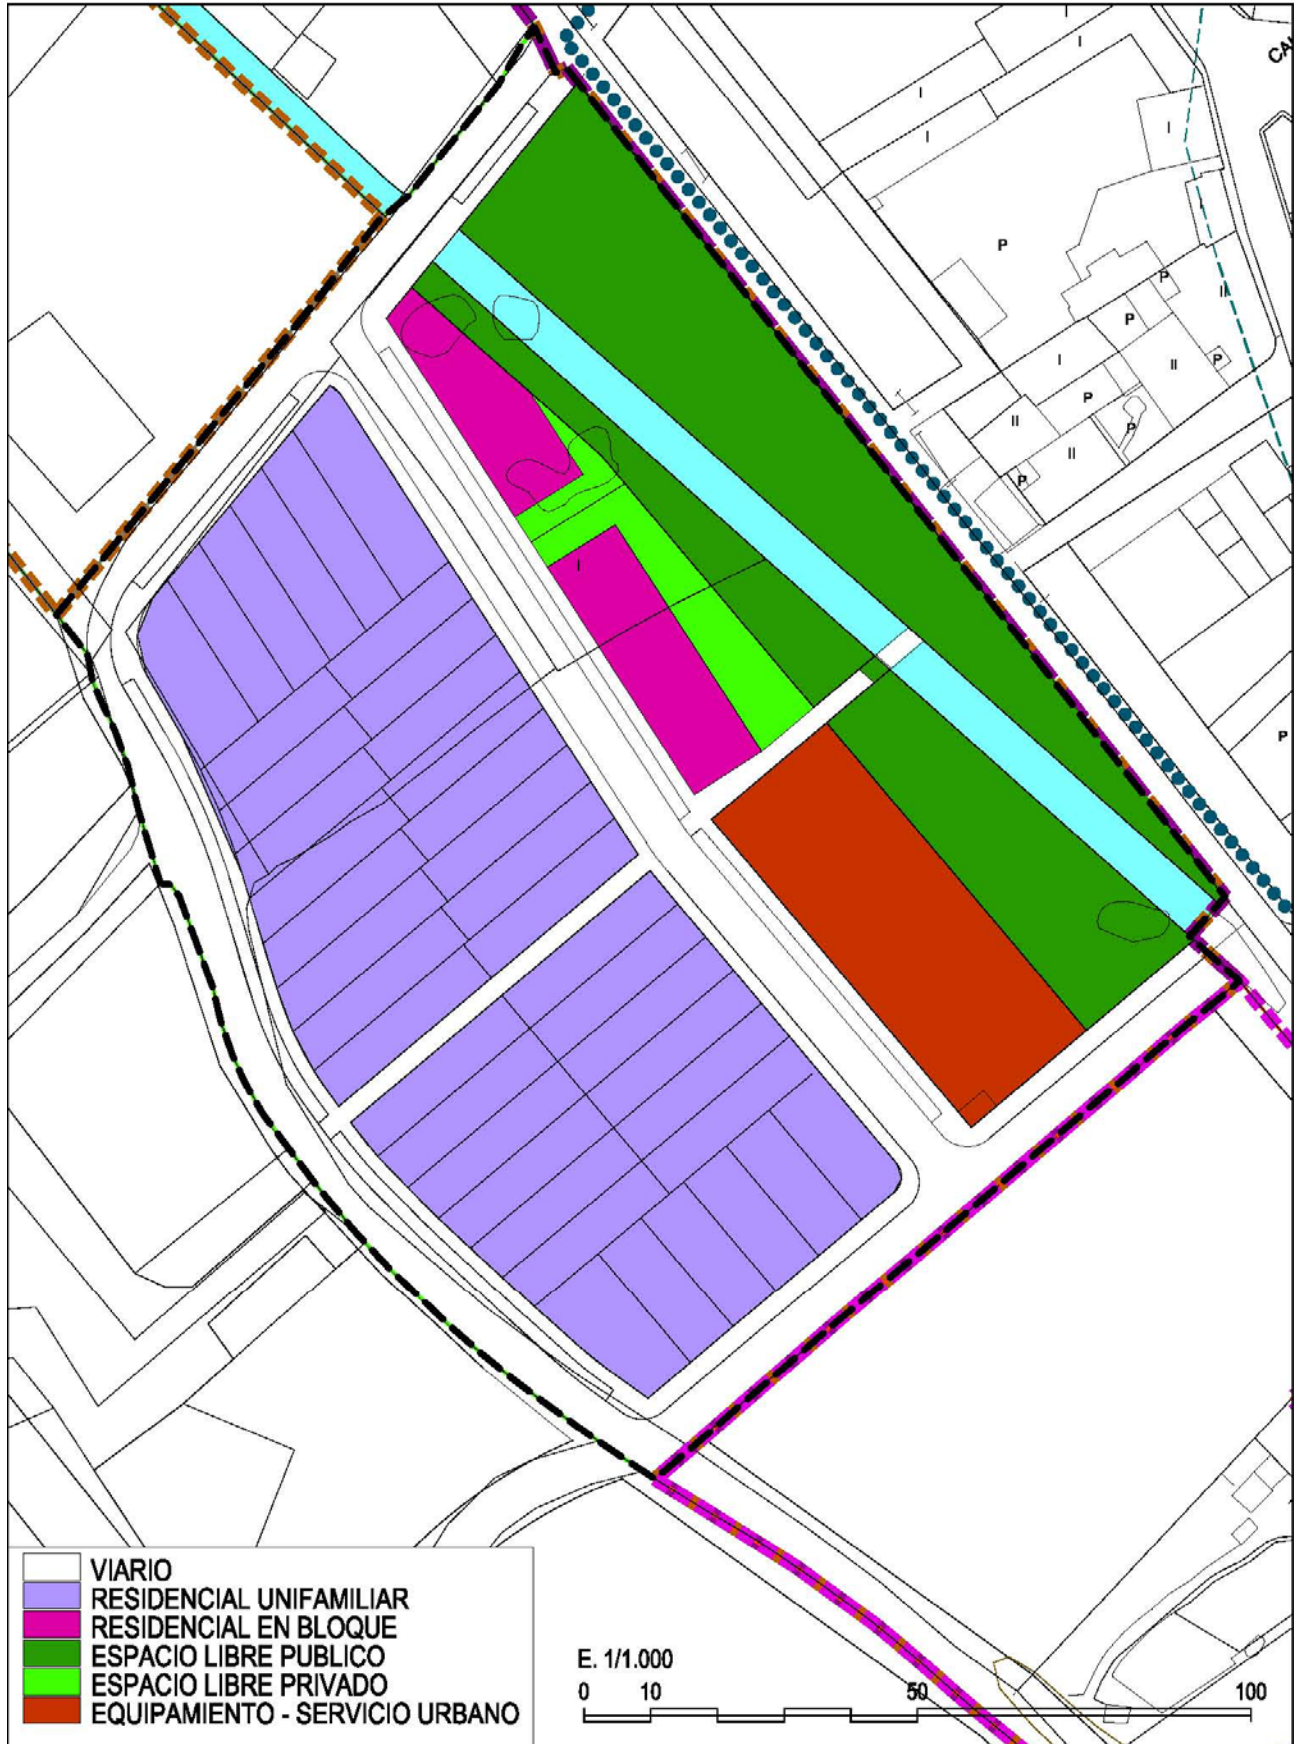 CA
I
I
I
I
I
P
P
II
P
I
II
P
P
II
P
II
P
I
P
VIARIO
RESIDENCIAL UNIFAMILIAR
RESIDENCIAL EN BLOQUE
ESPACIO LIBRE PUBLICO
ESPACIO LIBRE PRIVADO
EQUIPAMIENTO - SERVICIO URBANO
E. 1/1.000
0 10 50 100